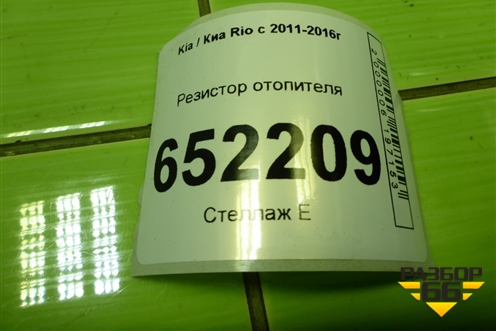 Kia / Киа Rio с 2011-2016г
Резистор отопителя
652209
Стеллаж Е
РАЗБОР
66